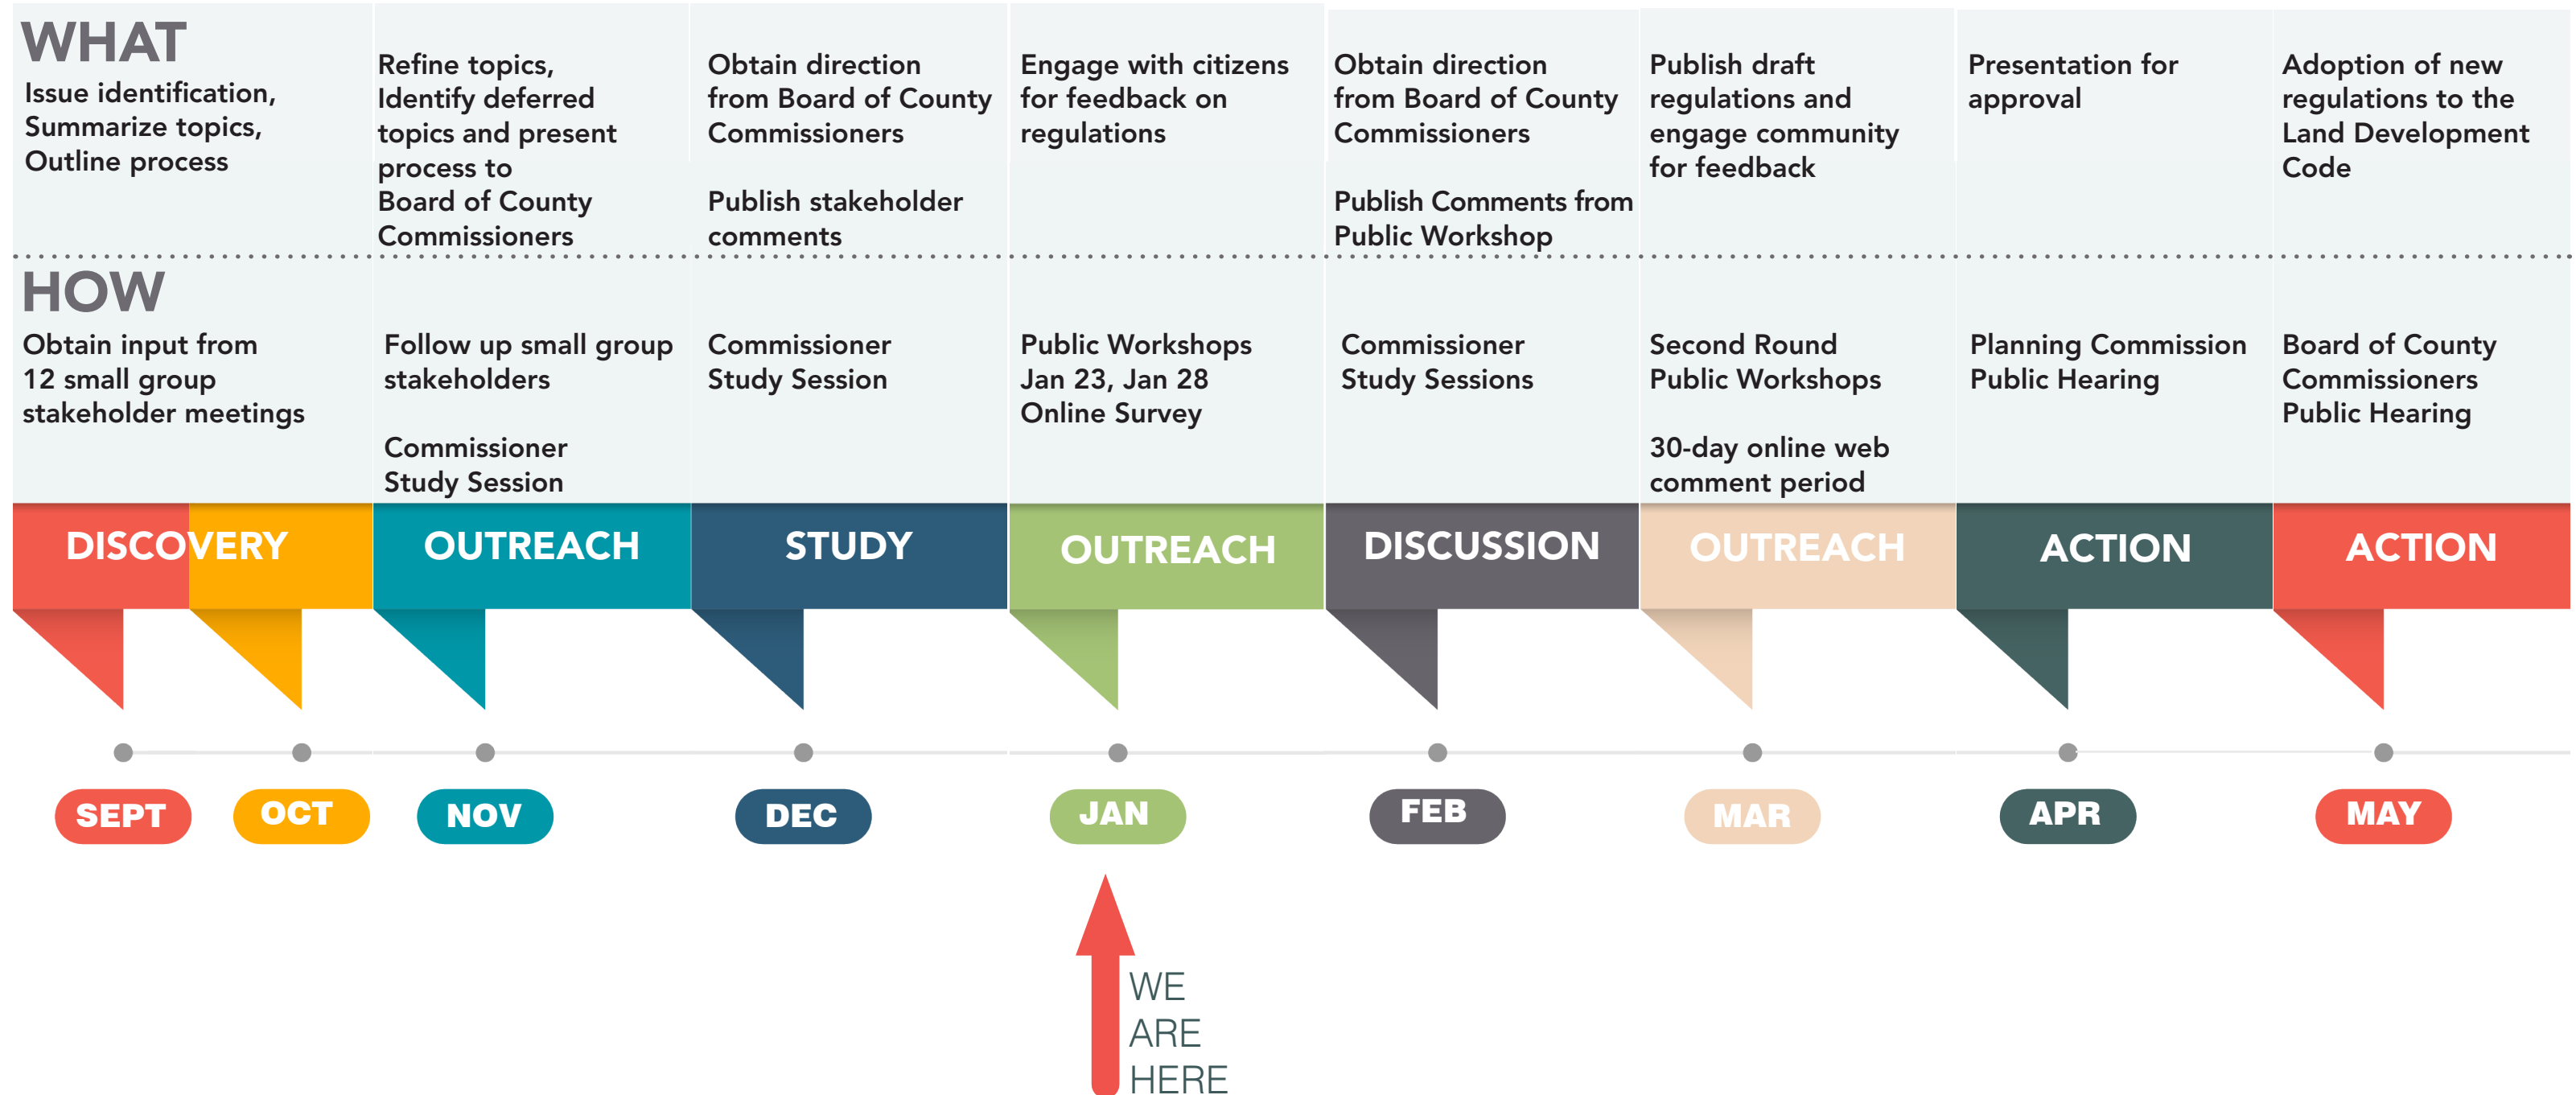 WHAT
Issue identification,
Summarize topics,
Outline process
Refine topics,
Identify deferred
topics and present
process to
Board of County
Commissioners
Obtain direction
from Board of County
Commissioners
Publish stakeholder
comments
Engage with citizens
for feedback on
regulations
Obtain direction
from Board of County
Commissioners
Publish Comments from
Public Workshop
Publish draft
regulations and
engage community
for feedback
Presentation for
approval
Adoption of new
regulations to the
Land Development
Code
HOW
Obtain input from
12 small group
stakeholder meetings
Follow up small group
stakeholders
Commissioner
Study Session
Commissioner
Study Session
Public Workshops
Jan 23, Jan 28
Online Survey
Commissioner
Study Sessions
Second Round
Public Workshops
30-day online web
comment period
Planning Commission
Public Hearing
Board of County
Commissioners
Public Hearing
DISCOVERY
OUTREACH
STUDY
OUTREACH
DISCUSSION
OUTREACH
ACTION
ACTION
SEPT
OCT
NOV
DEC
JAN
FEB
MAR
APR
MAY
WE
ARE
HERE